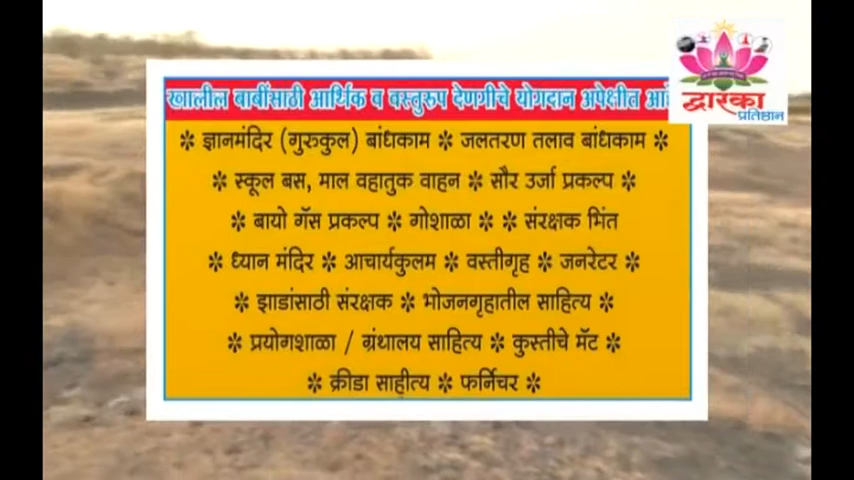 खालील बाबींसाठी आर्थिक व वस्तुरुप देणगीचे योगदान अपेक्षीत
द्वारका
प्रतिष्ठान
✻ ज्ञानमंदिर (गुरुकुल) बांधकाम ✻ जलतरण तलाव बांधकाम ✻
✻ स्कूल बस, माल वहातुक वाहन ✻ सौर उर्जा प्रकल्प ✻
✻ बायो गॅस प्रकल्प ✻ गोशाळा ✻ ✻ संरक्षक भिंत
✻ ध्यान मंदिर ✻ आचार्यकुलम ✻ वस्तीगृह ✻ जनरेटर ✻
✻ झाडांसाठी संरक्षक ✻ भोजनगृहातील साहित्य ✻
✻ प्रयोगशाळा / ग्रंथालय साहित्य ✻ कुस्तीचे मॅट ✻
✻ क्रीडा साहीत्य ✻ फर्निचर ✻